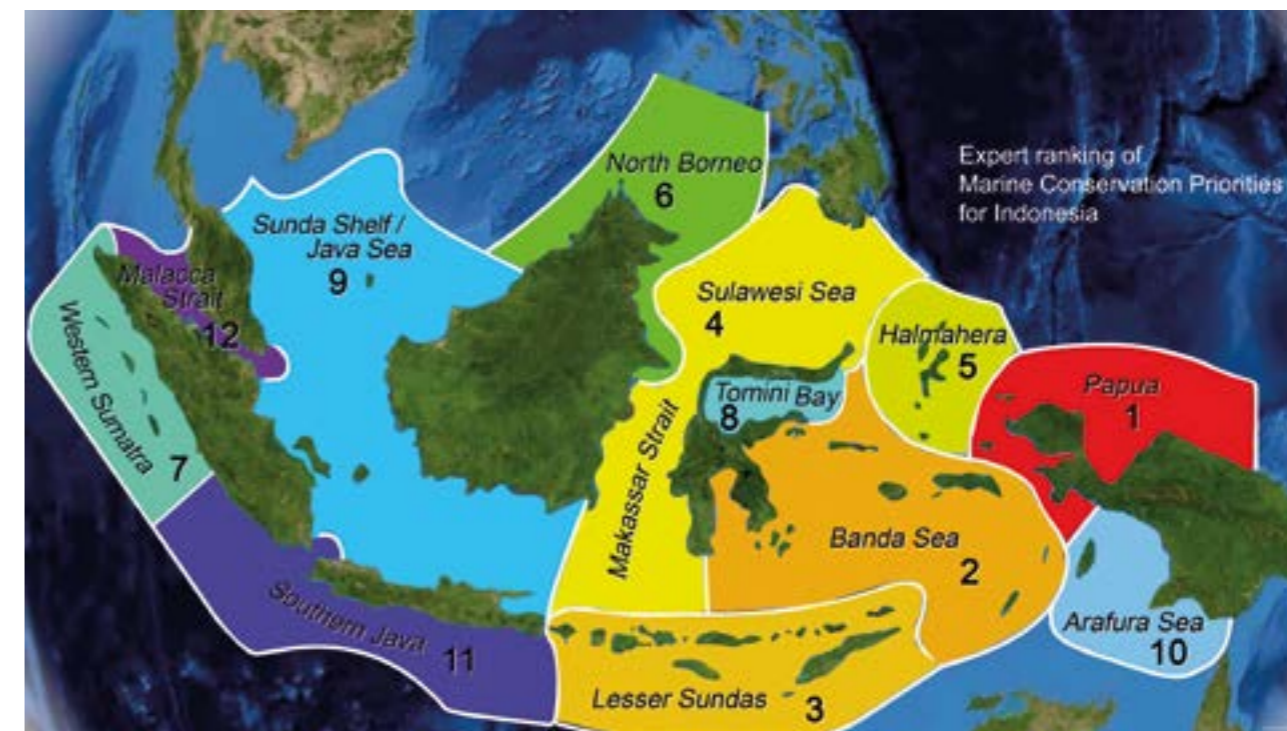 Expert ranking of
Marine Conservation Priorities
for Indonesia
North Borneo
6
Sunda Shelf /
Java Sea
9
Malacca
Strait
12
Western Sumatra
7
Sulawesi Sea
4
Halmahera
5
Papua
1
Tomini Bay
8
Makassar Strait
Banda Sea
2
Southern Java
11
Lesser Sundas
3
Arafura Sea
10